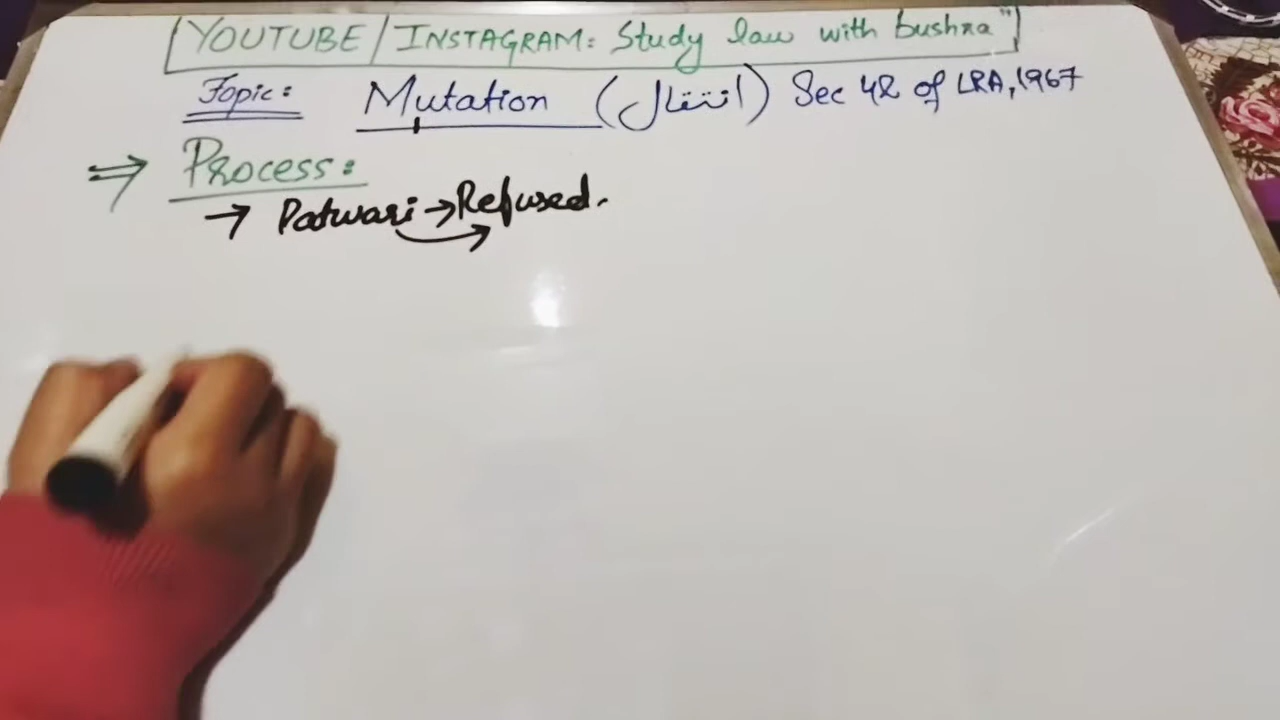 YOUTUBE/INSTAGRAM: Study law with bushra"
Topic: Mutation (انتقال) Sec 42 of LRA, 1967
⇒ Process:
→ Patwari → Refused.